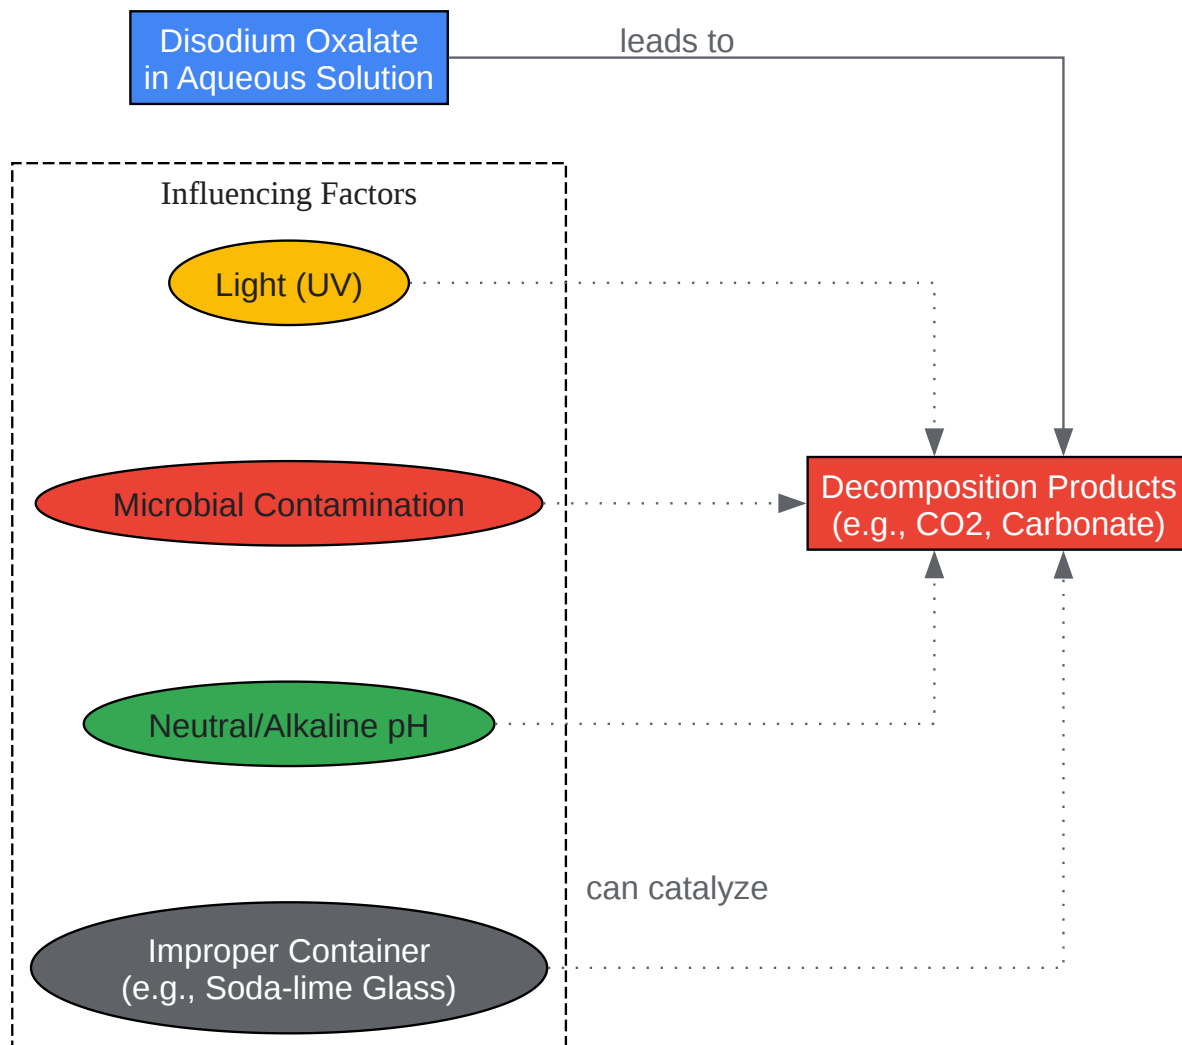 Disodium Oxalate
in Aqueous Solution
leads to
Influencing Factors
Light (UV)
Microbial Contamination
Decomposition Products
(e.g., CO2, Carbonate)
Neutral/Alkaline pH
can catalyze
Improper Container
(e.g., Soda-lime Glass)